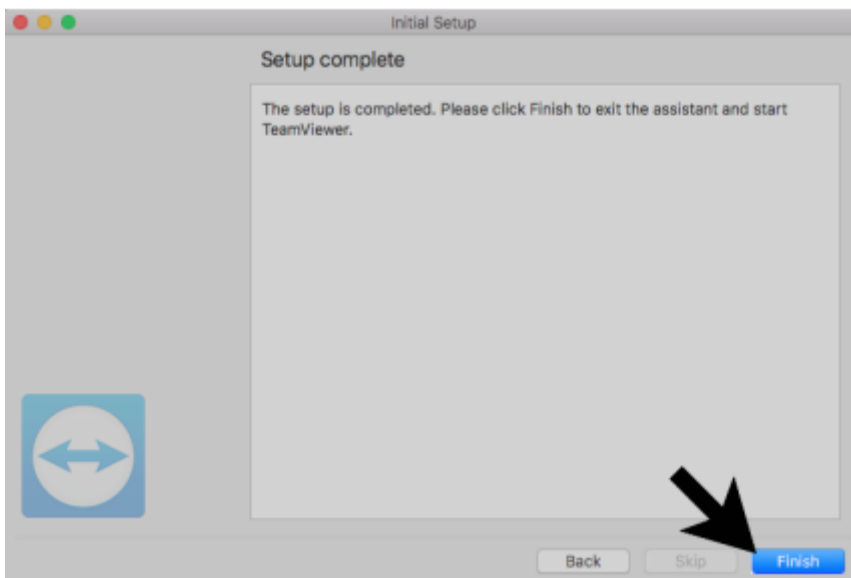 Initial Setup
Setup complete
The setup is completed. Please click Finish to exit the assistant and start
TeamViewer.
Back
Skip
Finish